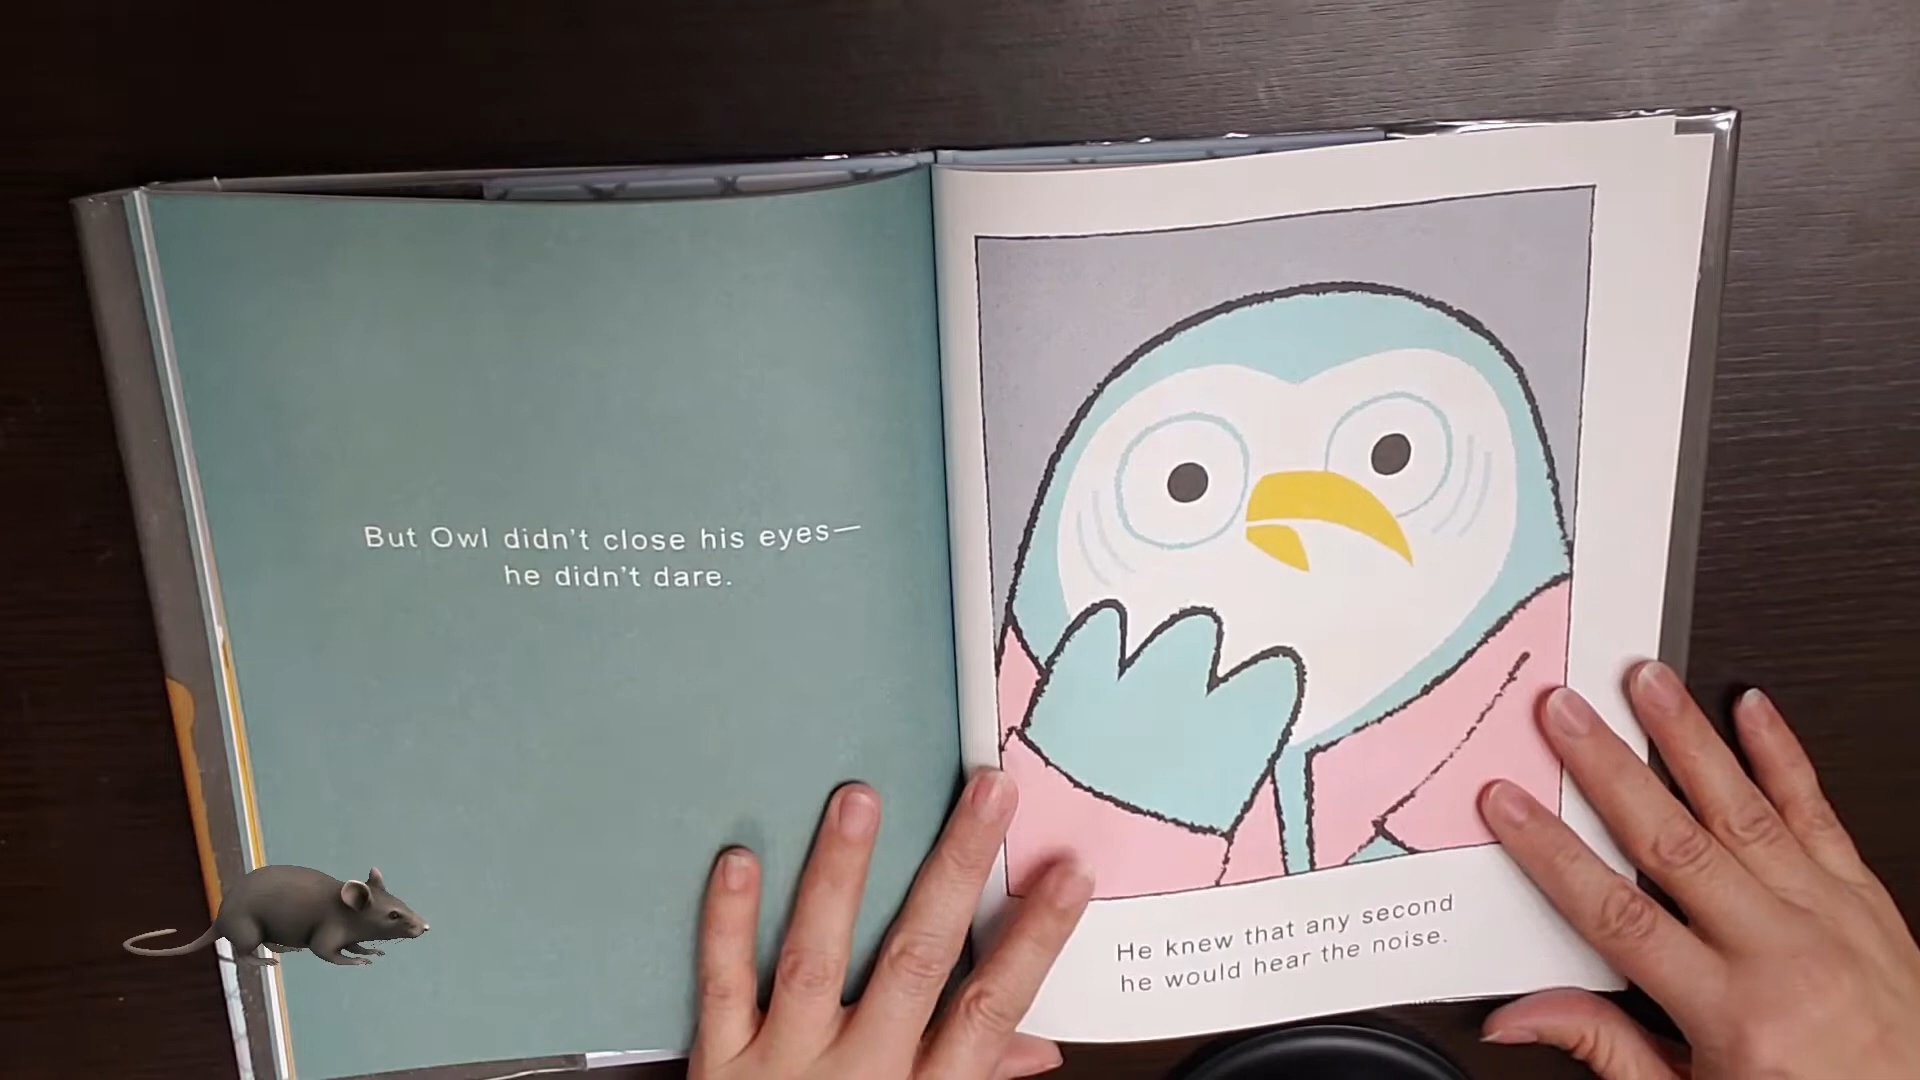 But Owl didn't close his eyes—
he didn't dare.
He knew that any second
he would hear the noise.